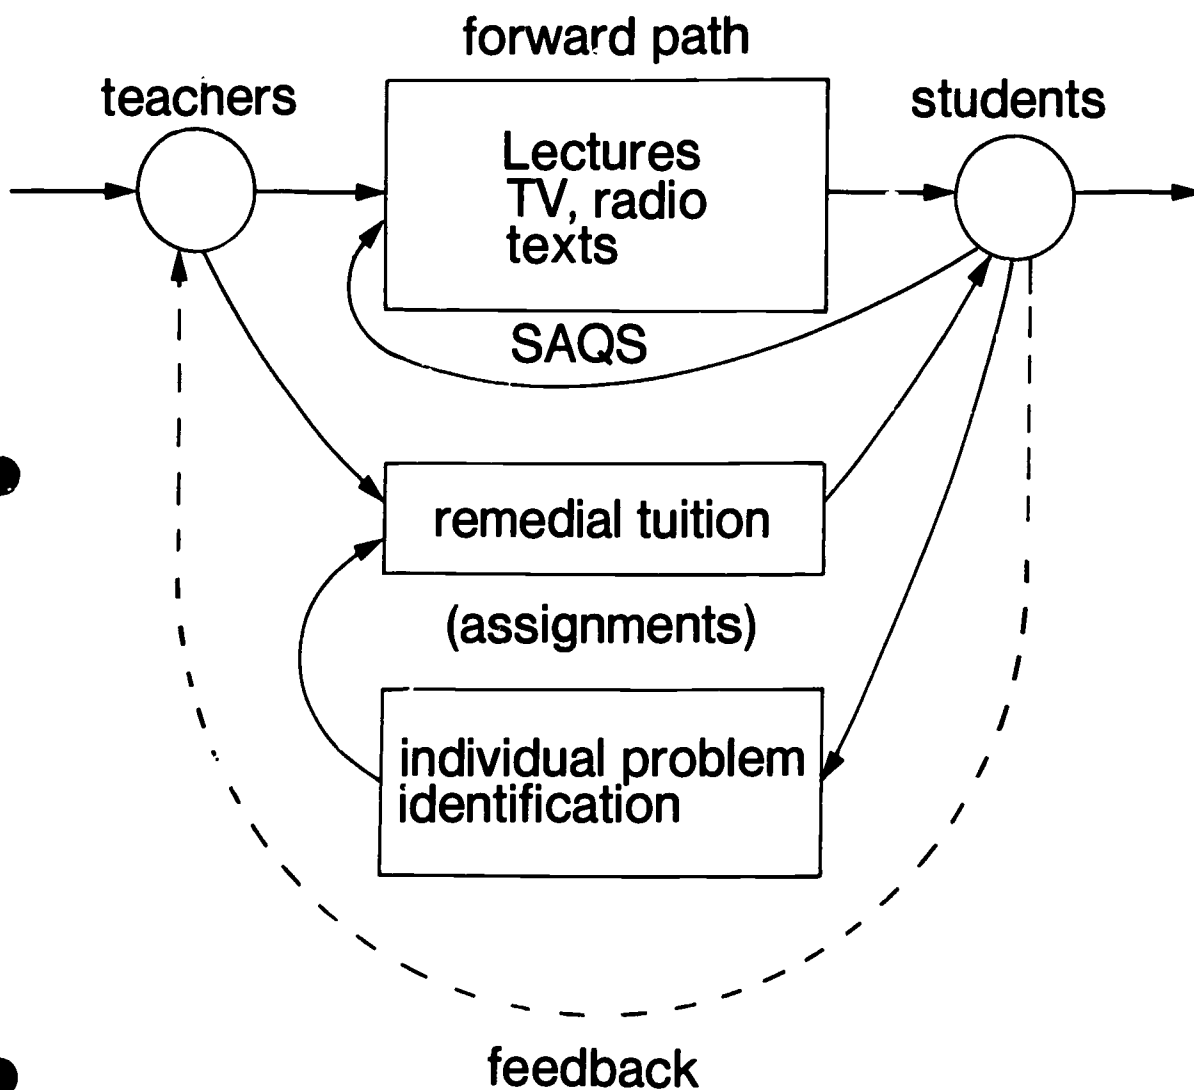 forward path
teachers
students
Lectures
TV, radio
texts
SAQS
remedial tuition
(assignments)
individual problem
identification
feedback